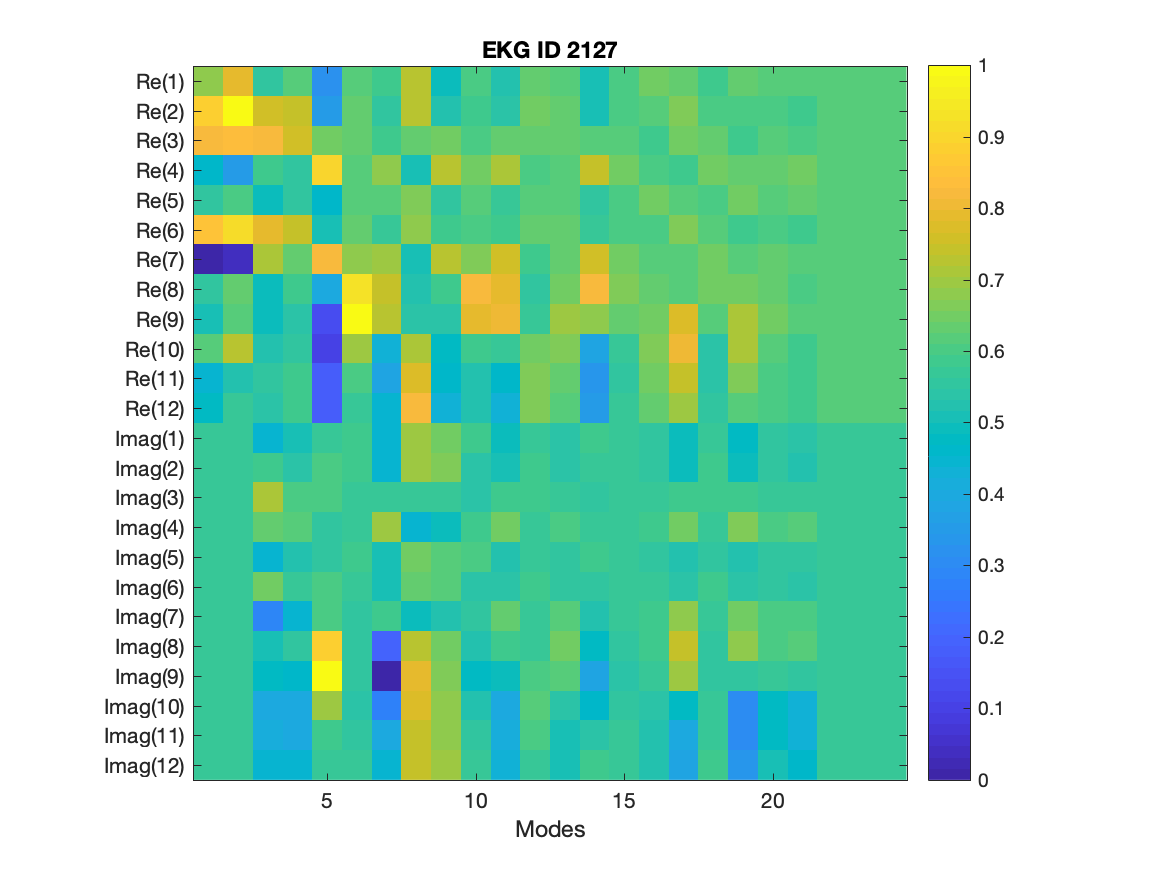 EKG ID 2127
Re(1)
Re(2)
Re(3)
Re(4)
Re(5)
Re(6)
Re(7)
Re(8)
Re(9)
Re(10)
Re(11)
Re(12)
Imag(1)
Imag(2)
Imag(3)
Imag(4)
Imag(5)
Imag(6)
Imag(7)
Imag(8)
Imag(9)
Imag(10)
Imag(11)
Imag(12)
5 10 15 20
Modes
1
0.9
0.8
0.7
0.6
0.5
0.4
0.3
0.2
0.1
0